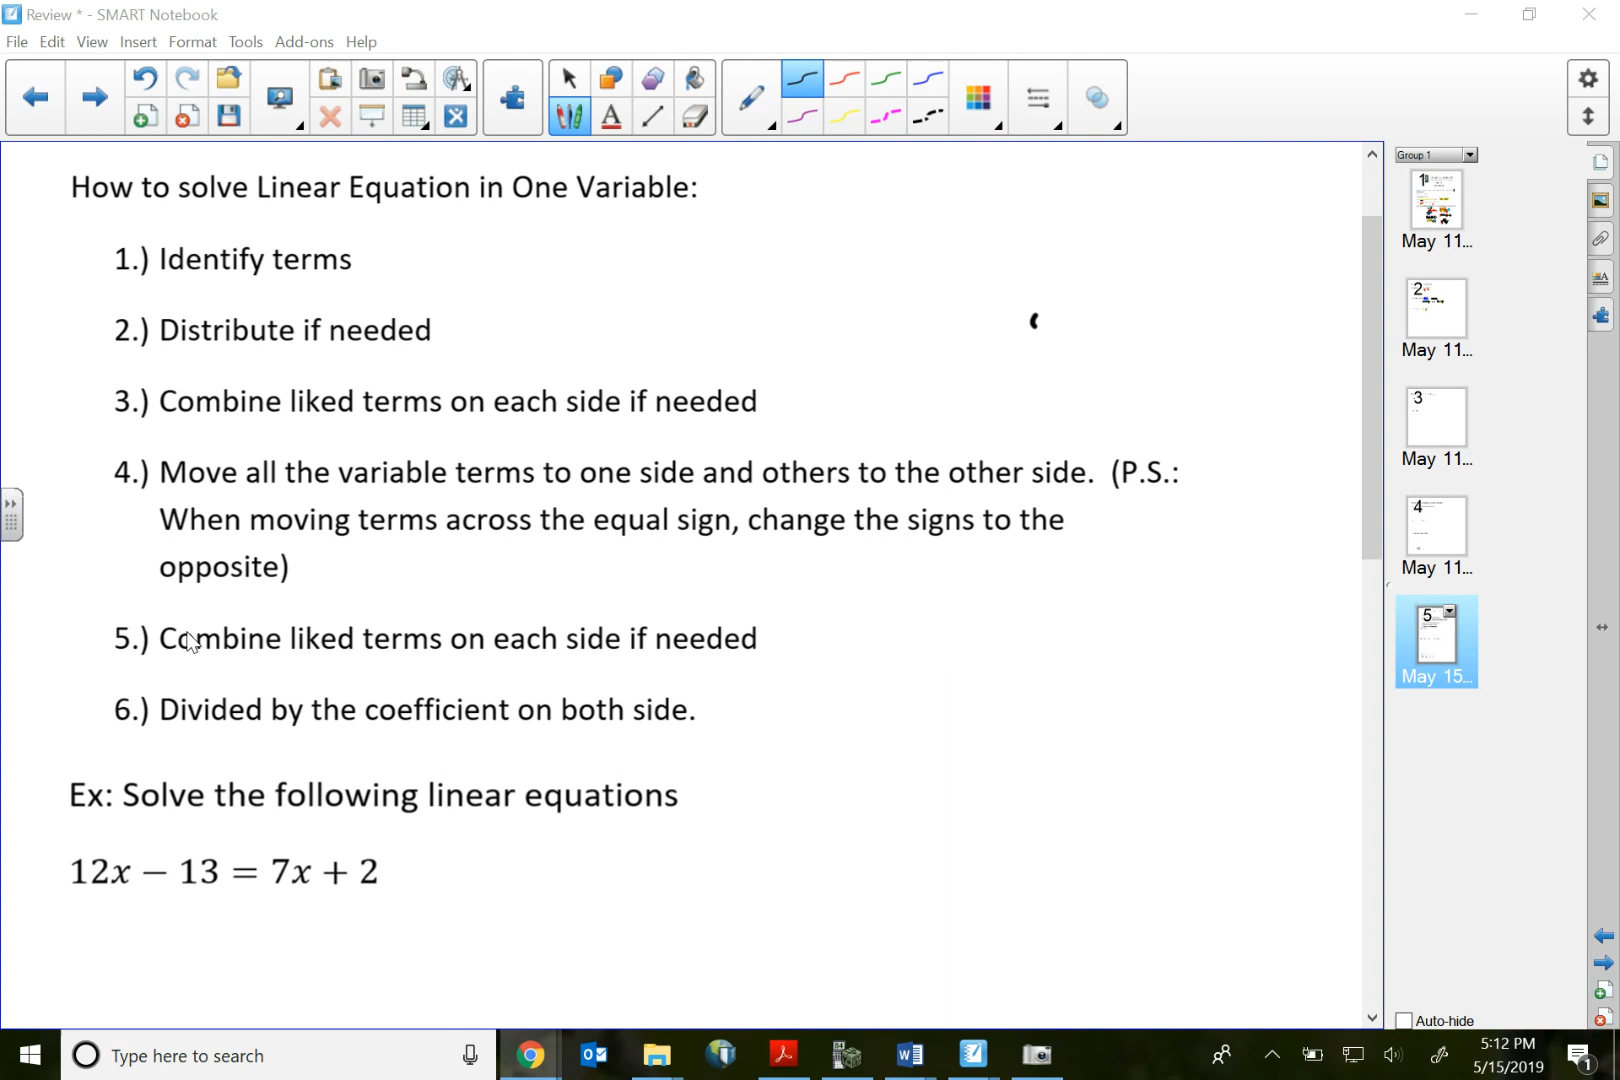 Review * - SMART Notebook
File Edit View Insert Format Tools Add-ons Help
How to solve Linear Equation in One Variable:
1.) Identify terms
2.) Distribute if needed
3.) Combine liked terms on each side if needed
4.) Move all the variable terms to one side and others to the other side. (P.S.:
When moving terms across the equal sign, change the signs to the
opposite)
5.) Combine liked terms on each side if needed
6.) Divided by the coefficient on both side.
Ex: Solve the following linear equations
12x − 13 = 7x + 2
Group 1
1
May 11...
2
May 11...
3
May 11...
4
May 11...
5
May 15...
Auto-hide
Type here to search
5:12 PM
5/15/2019
1